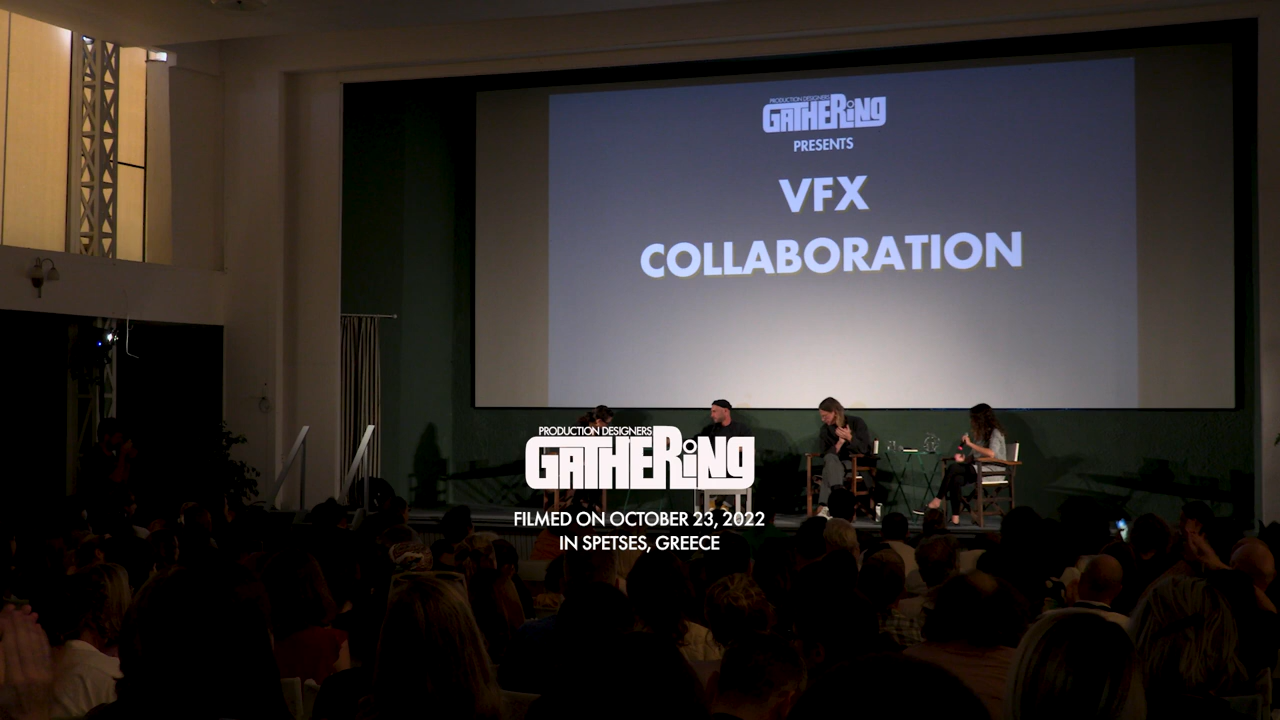 PRODUCTION DESIGNERS
GATHERING
PRESENTS
VFX
COLLABORATION
PRODUCTION DESIGNERS
GATHERING
FILMED ON OCTOBER 23, 2022
IN SPETSES, GREECE